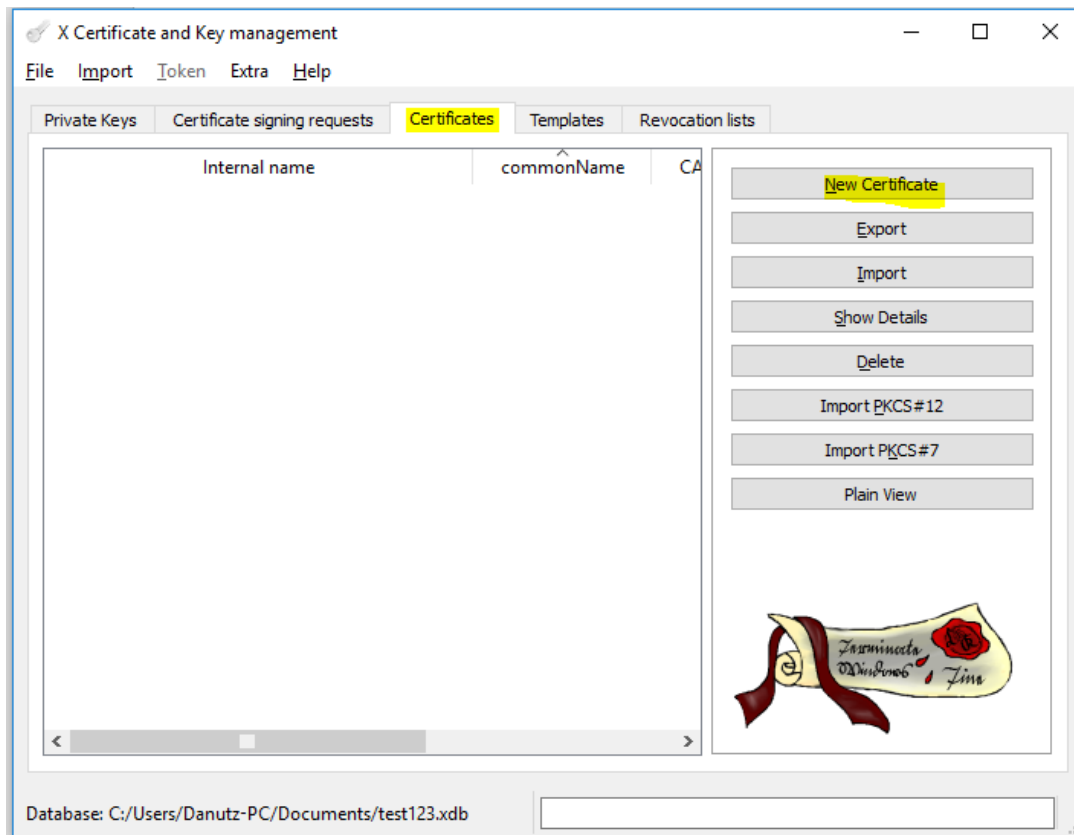 X Certificate and Key management
File Import Token Extra Help
Private Keys Certificate signing requests Certificates Templates Revocation lists
Internal name commonName CA
New Certificate
Export
Import
Show Details
Delete
Import PKCS#12
Import PKCS#7
Plain View
Windows
Fine
Database: C:/Users/Danutz-PC/Documents/test123.xdb